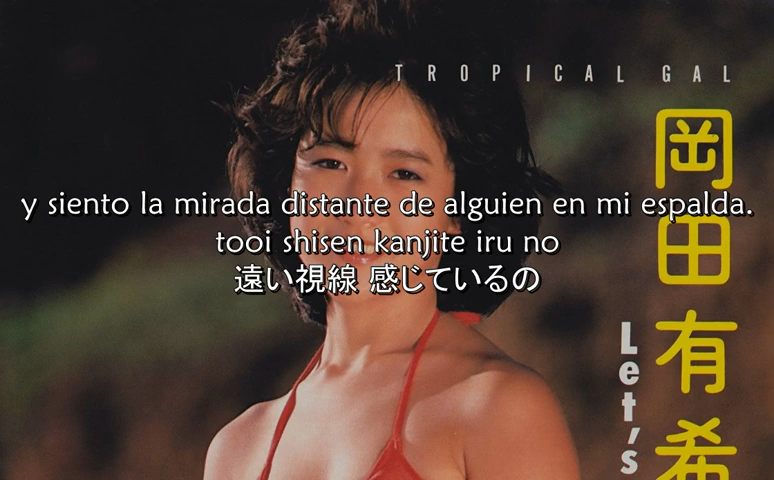 TROPICAL GAL
岡田有希
Let's
y siento la mirada distante de alguien en mi espalda.
tooi shisen kanjite iru no
遠い視線 感じているの